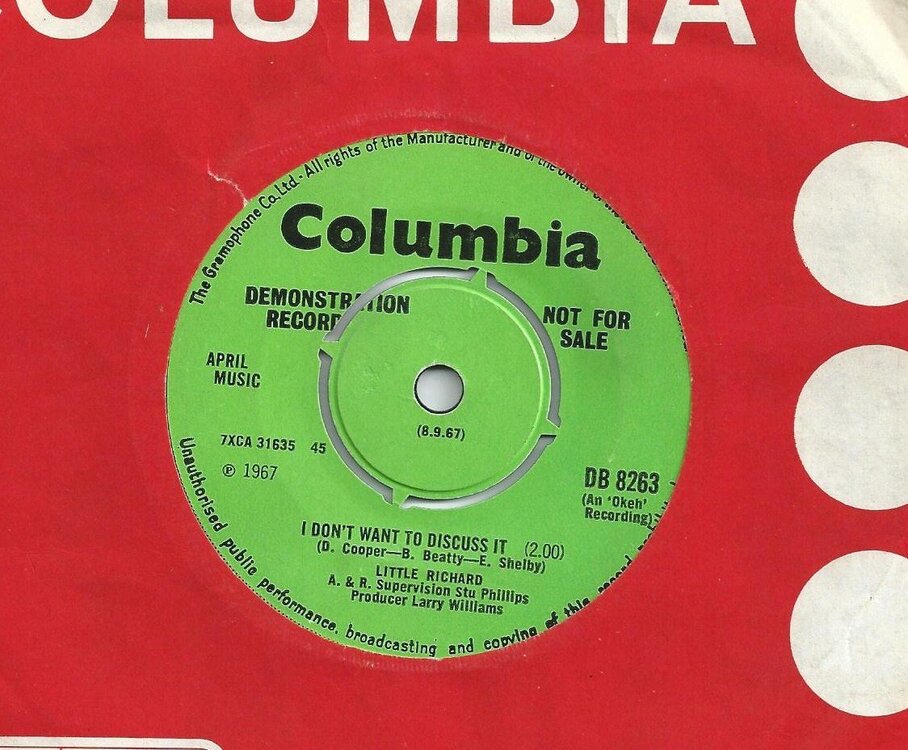 COLUMBIA
The Gramophone Co. Ltd. - All rights of the Manufacturer and of the owner of
Columbia
DEMONSTRATION
RECORD
NOT FOR
SALE
APRIL
MUSIC
(8.9.67)
7XCA 31635 45
℗ 1967
DB 8263
(An 'Okeh'
Recording)
I DON'T WANT TO DISCUSS IT (2.00)
(D. Cooper—B. Beatty—E. Shelby)
LITTLE RICHARD
A. & R. Supervision Stu Phillips
Producer Larry Williams
Unauthorised public performance, broadcasting and copying of this record